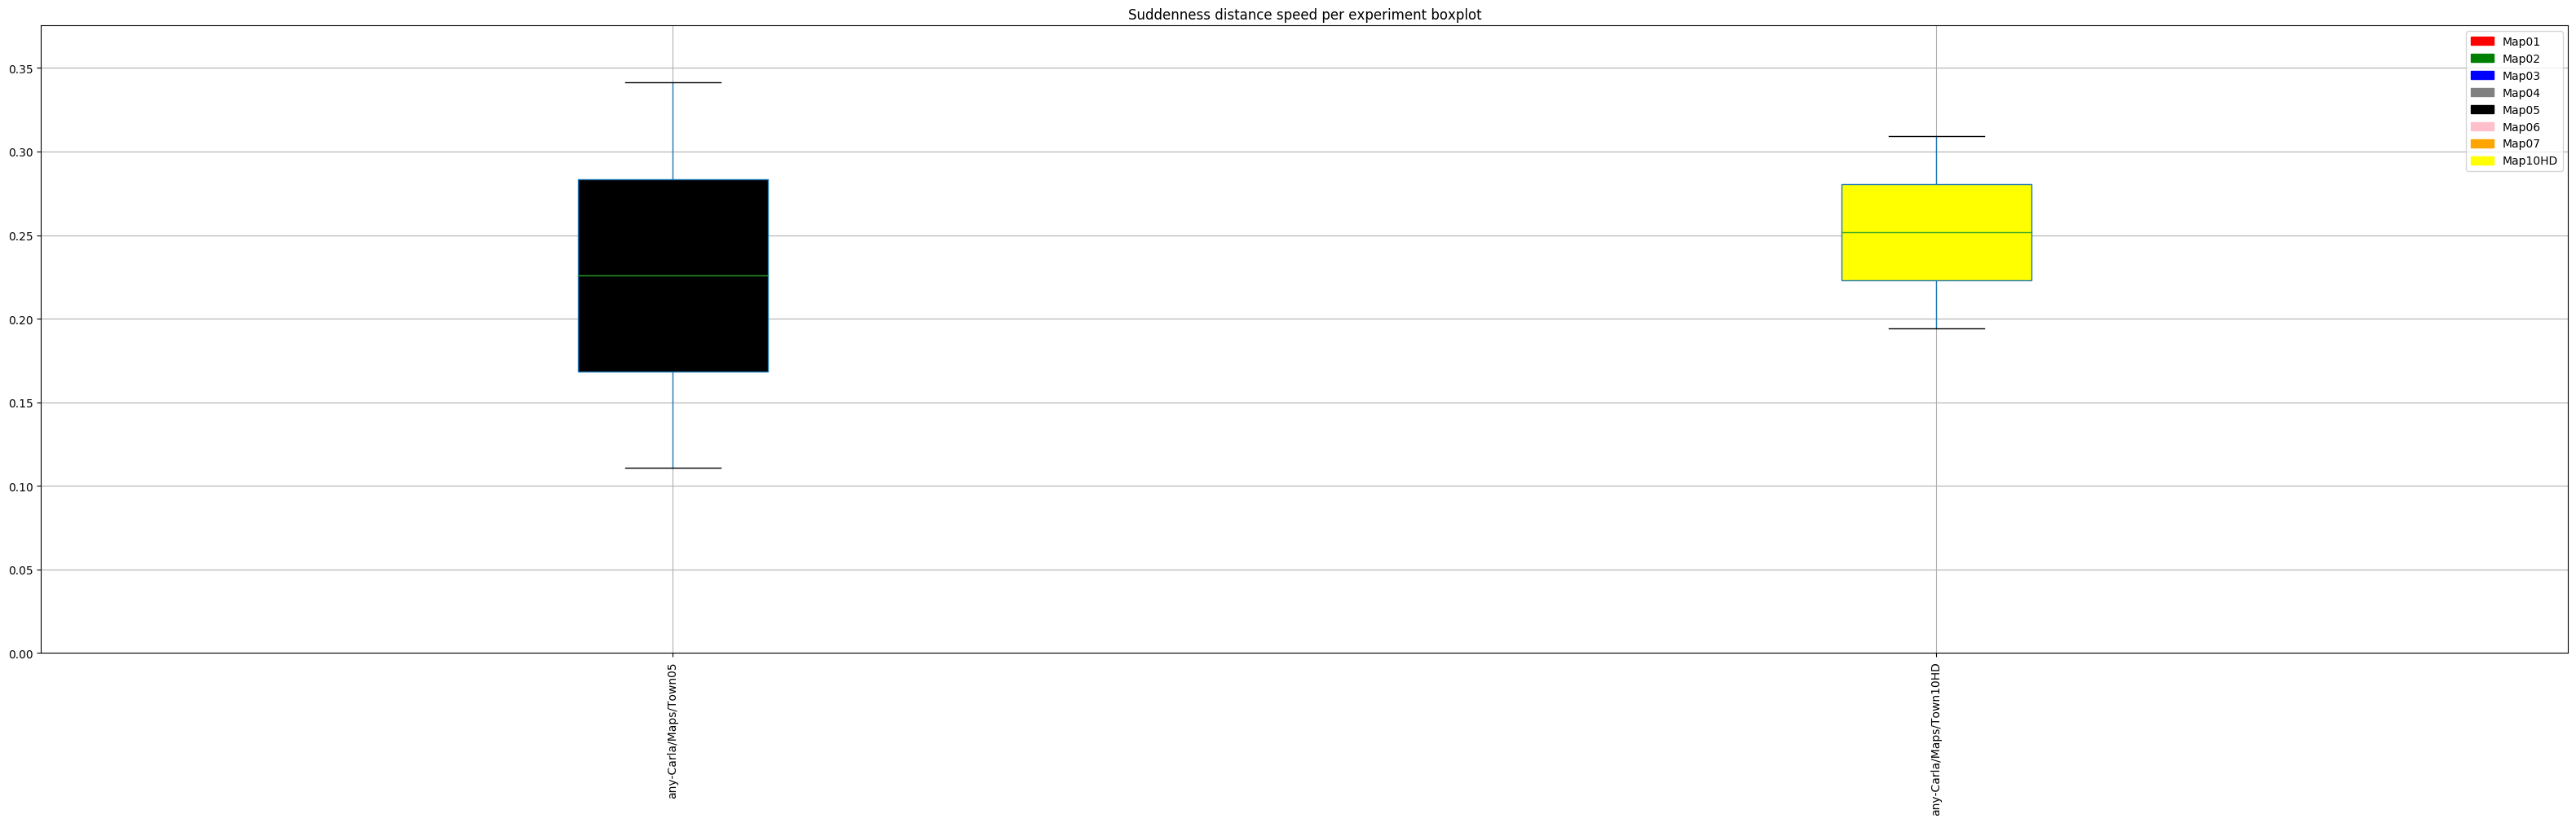 Suddenness distance speed per experiment boxplot
0.35
0.30
0.25
0.20
0.15
0.10
0.05
0.00
Map01
Map02
Map03
Map04
Map05
Map06
Map07
Map10HD
any-Carla/Maps/Town05
any-Carla/Maps/Town10HD